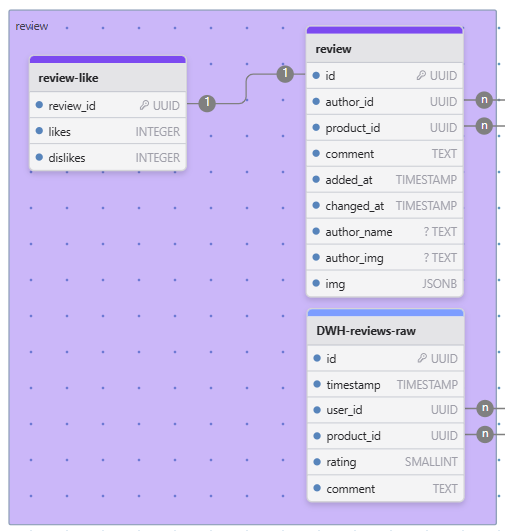 review
review-like
review_id UUID
likes INTEGER
dislikes INTEGER
1
1
review
id UUID
author_id UUID n
product_id UUID n
comment TEXT
added_at TIMESTAMP
changed_at TIMESTAMP
author_name ? TEXT
author_img ? TEXT
img JSONB
DWH-reviews-raw
id UUID
timestamp TIMESTAMP
user_id UUID n
product_id UUID n
rating SMALLINT
comment TEXT